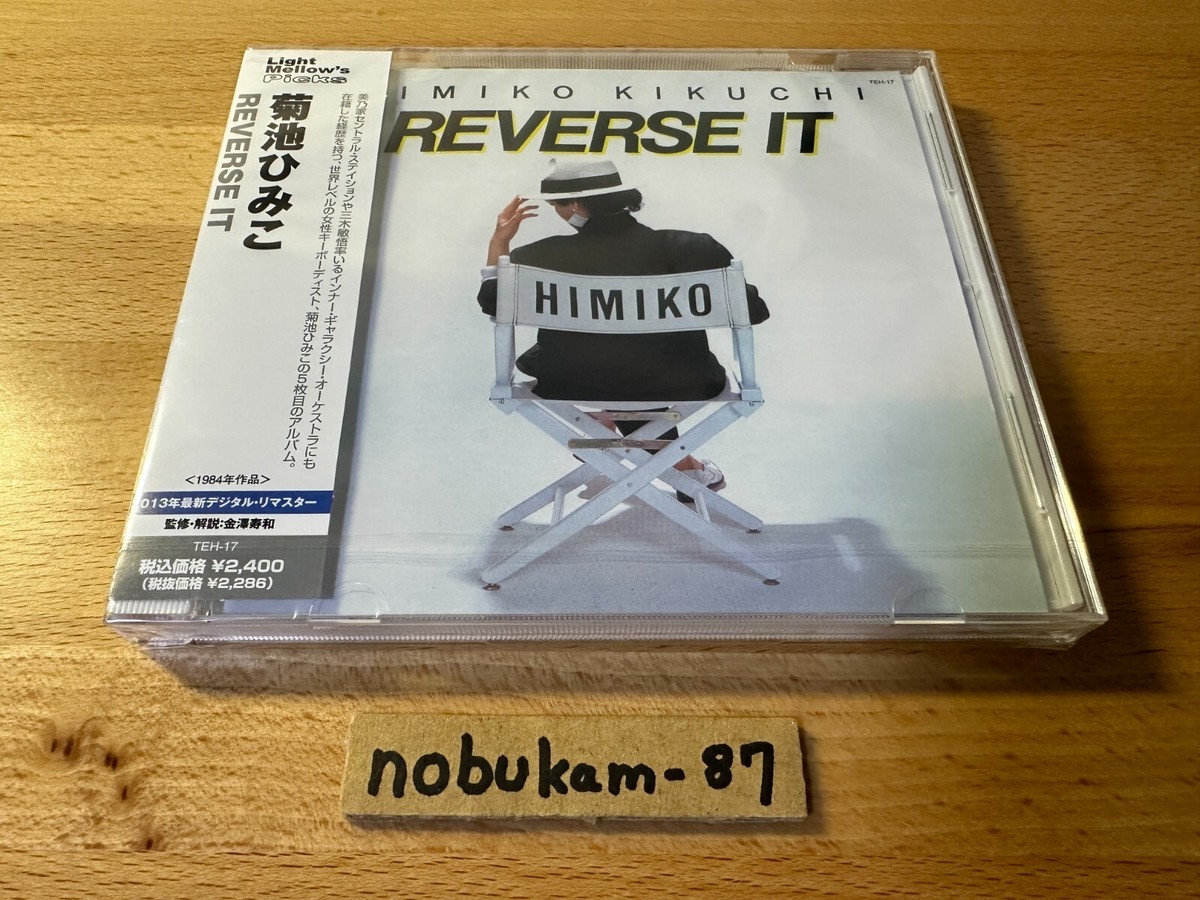 Light
Mellow's
Picks
菊池ひみこ
REVERSE IT
美乃家セントラル・ステイションや三木敏悟率いるインナー・ギャラクシー・オーケストラにも
在籍した経歴を持つ、世界レベルの女性キーボーディスト、菊池ひみこの5枚目のアルバム。
<1984年作品>
013年最新デジタル・リマスター
監修・解説:金澤寿和
TEH-17
税込価格 ¥2,400
(税抜価格 ¥2,286)
TEH-17
IMIKO KIKUCHI
REVERSE IT
HIMIKO
nobukam-87